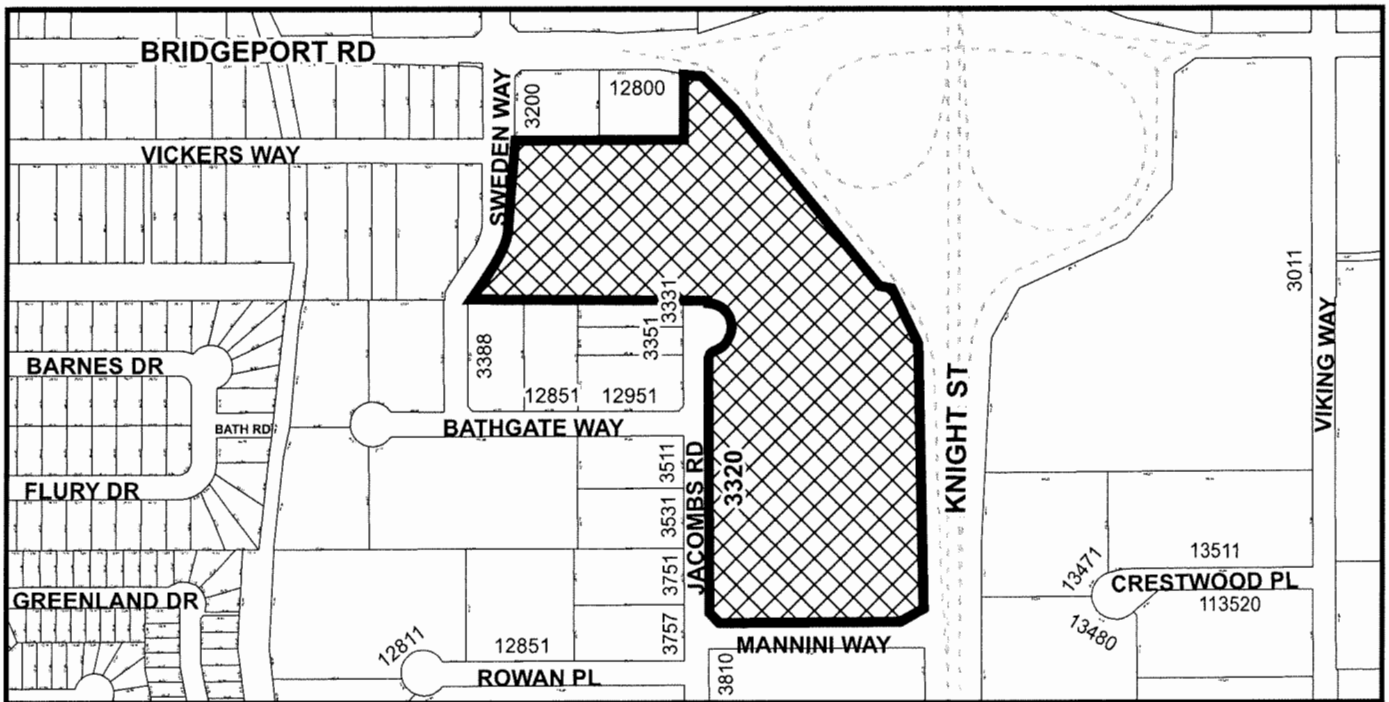 BRIDGEPORT RD
SWEDEN WAY
3200
12800
VICKERS WAY
3011
VIKING WAY
3331
3351
3388
BARNES DR
12851
12951
KNIGHT ST
BATH RD
BATHGATE WAY
3511
JACOMBS RD
3320
FLURY DR
3531
3751
13471
13511
CRESTWOOD PL
GREENLAND DR
113520
13480
12811
12851
3757
MANNINI WAY
ROWAN PL
3810